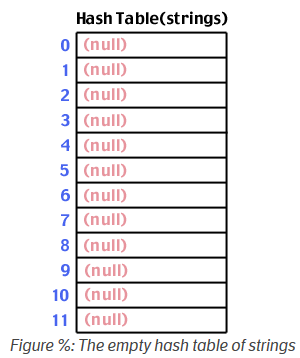 Hash Table(strings)
0 (null)
1 (null)
2 (null)
3 (null)
4 (null)
5 (null)
6 (null)
7 (null)
8 (null)
9 (null)
10 (null)
11 (null)
Figure %: The empty hash table of strings